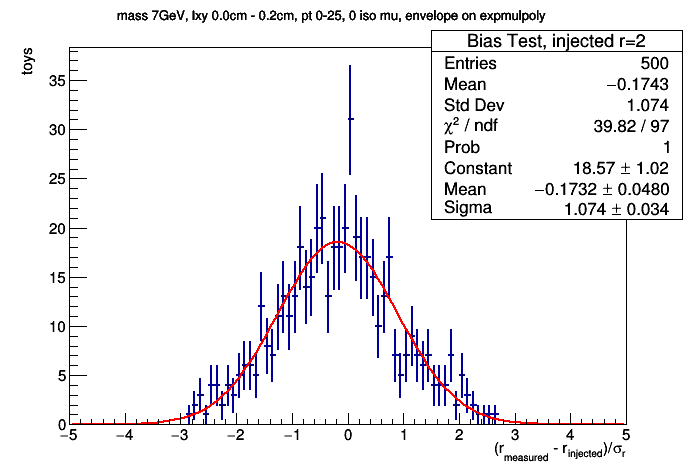 mass 7GeV, lxy 0.0cm - 0.2cm, pt 0-25, 0 iso mu, envelope on expmulpoly
Bias Test, injected r=2
Entries 500
Mean −0.1743
Std Dev 1.074
χ² / ndf 39.82 / 97
Prob 1
Constant 18.57 ± 1.02
Mean −0.1732 ± 0.0480
Sigma 1.074 ± 0.034
toys
35
30
25
20
15
10
5
0
−5 −4 −3 −2 −1 0 1 2 3 4 5
(r_measured - r_injected)/σ_r